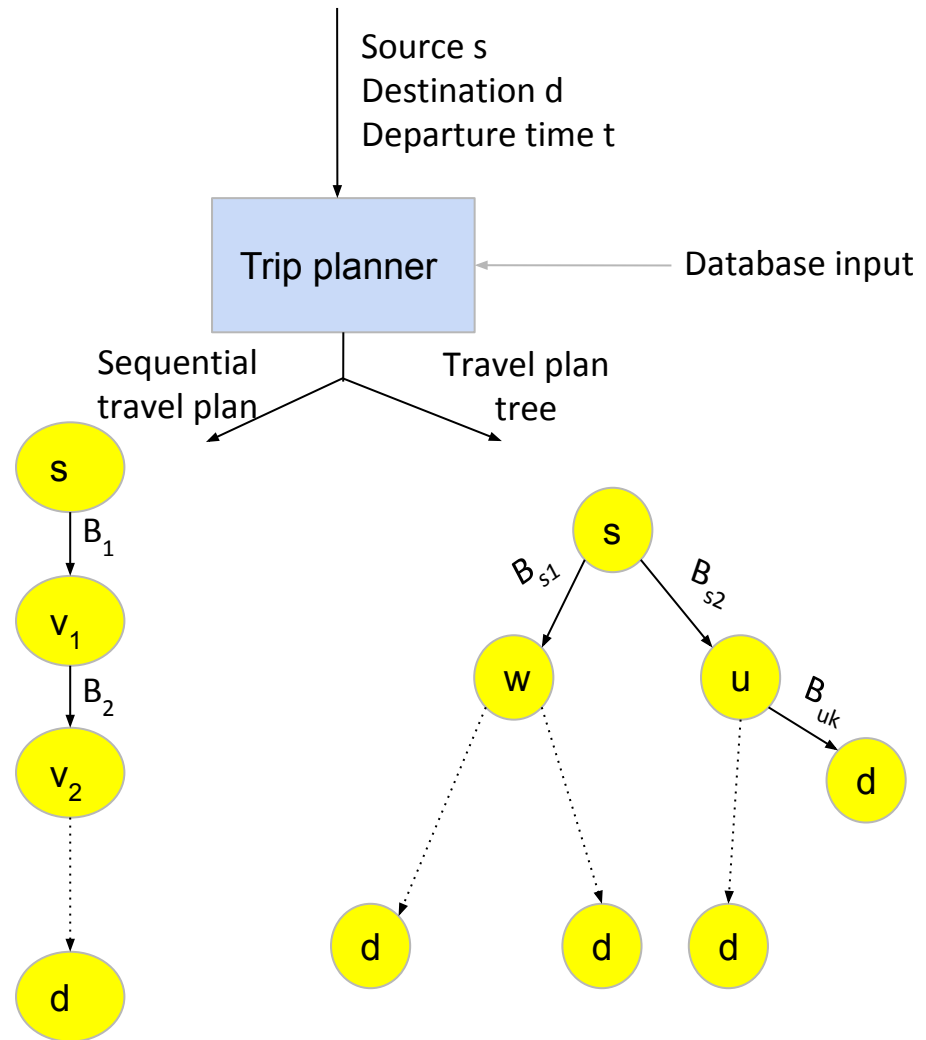 Source s
Destination d
Departure time t
Trip planner
Database input
Sequential
travel plan
Travel plan
tree
s
B1
v1
B2
v2
d
s
Bs1
Bs2
w
u
Buk
d
d
d
d